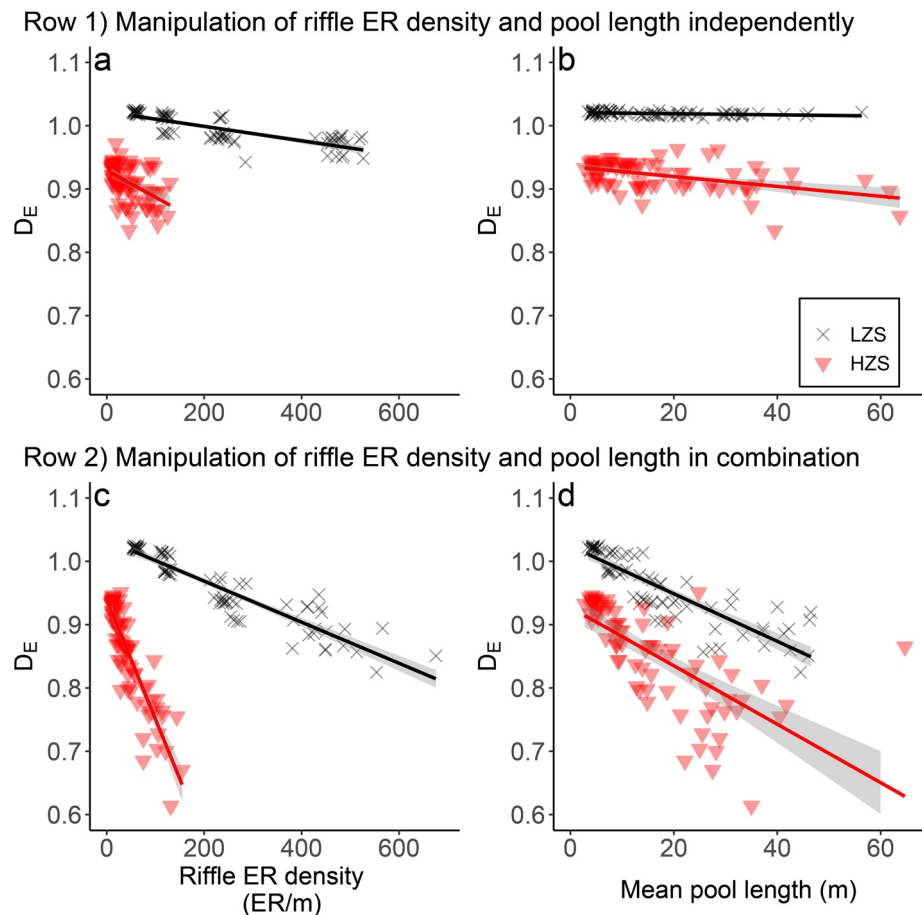 Row 1) Manipulation of riffle ER density and pool length independently
a
b
1.1
1.0
0.9
0.8
0.7
0.6
D_E
0
200
400
600
1.1
1.0
0.9
0.8
0.7
0.6
D_E
0
20
40
60
LZS
HZS
Row 2) Manipulation of riffle ER density and pool length in combination
c
d
1.1
1.0
0.9
0.8
0.7
0.6
D_E
0
200
400
600
Riffle ER density
(ER/m)
1.1
1.0
0.9
0.8
0.7
0.6
D_E
0
20
40
60
Mean pool length (m)